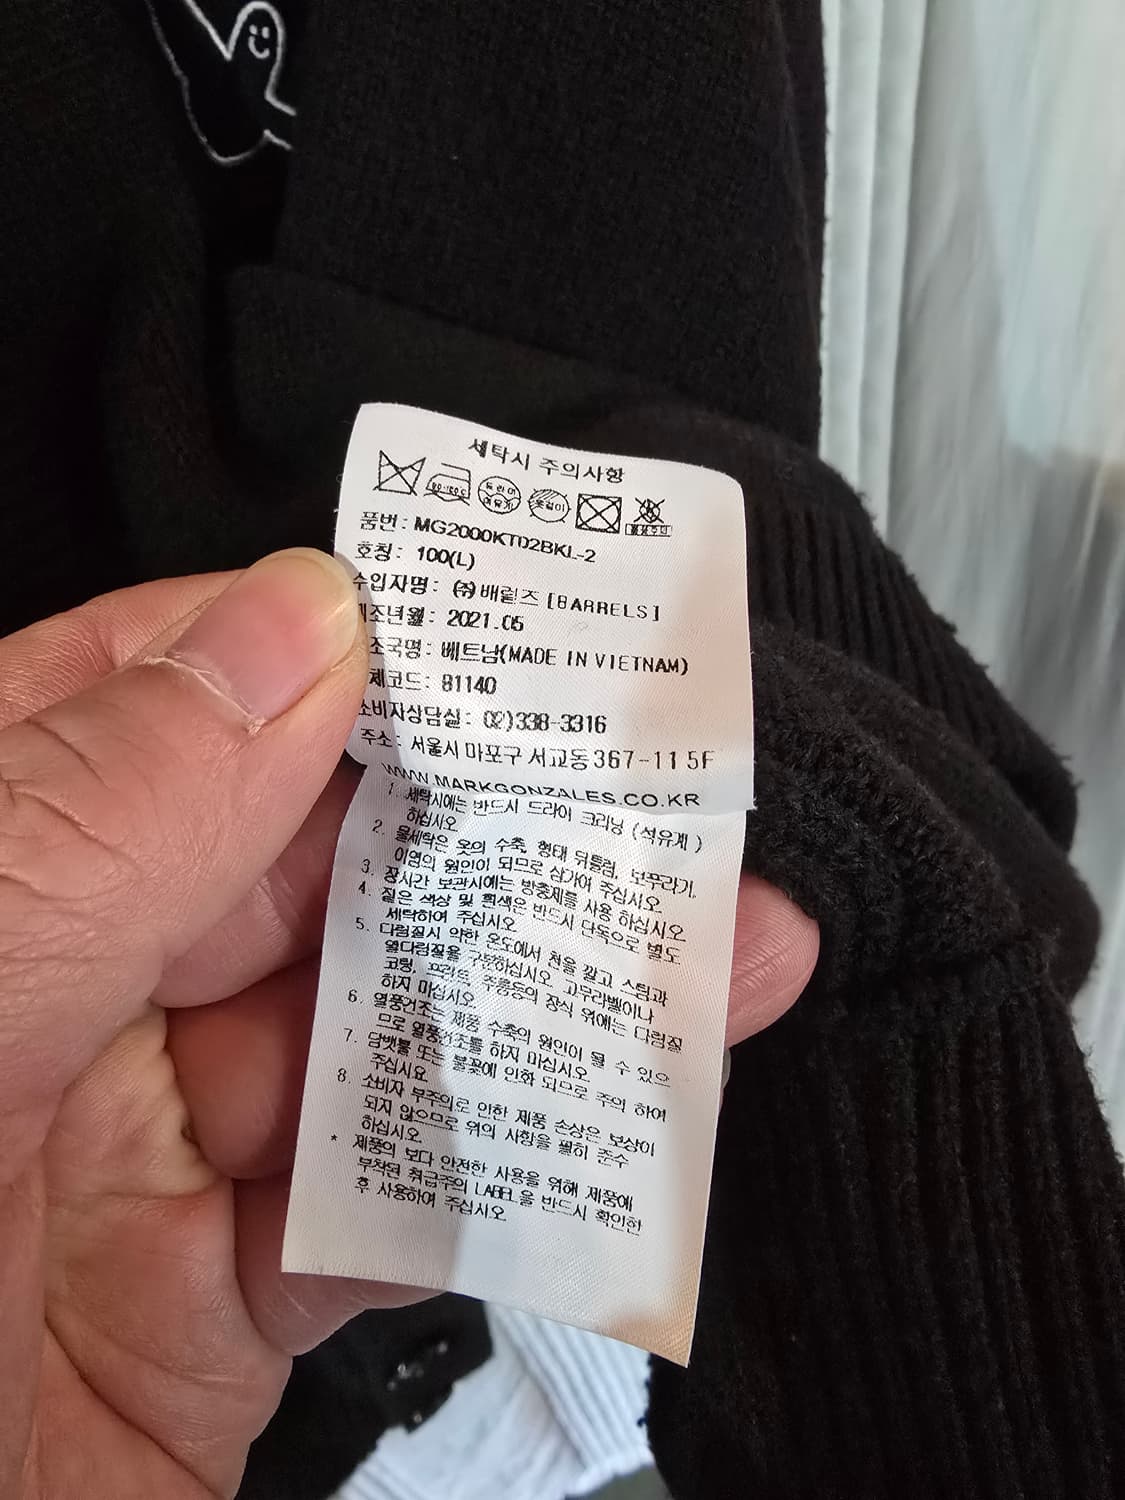 세탁시 주의사항
80~120℃
드라이
석유계
옷걸이
품번: MG2000KT02BKL-2
호칭: 100(L)
수입자명: ㈜배럴즈 [BARRELS]
제조년월: 2021.05
조국명: 베트남(MADE IN VIETNAM)
체코드: 81140
소비자상담실: 02)338-3316
주소: 서울시 마포구 서교동 367-11 5F
WWW.MARKGONZALES.CO.KR
1. 세탁시에는 반드시 드라이 크리닝 (석유계)
하십시오
2. 물세탁은 옷의 수축, 형태 뒤틀림, 보푸라기,
이염의 원인이 되므로 삼가여 주십시오
3. 장시간 보관시에는 방충제를 사용 하십시오
4. 짙은 색상 및 흰색은 반드시 단독으로 별도
세탁하여 주십시오
5. 다림질시 약한 온도에서 천을 깔고 스팀과
열다림질을 구분하십시오 고무라벨이나
코팅, 프린트, 주름등의 장식 위에는 다림질
하지 마십시오
6. 열풍건조는 제품 수축의 원인이 될 수 있으
므로 열풍건조를 하지 마십시오
7. 담뱃불 또는 불꽃에 인화 되므로 주의 하여
주십시요
8. 소비자 부주의로 인한 제품 손상은 보상이
되지 않으므로 위의 사항을 필히 준수
하십시오.
* 제품의 보다 안전한 사용을 위해 제품에
부착된 취급주의 LABEL을 반드시 확인한
후 사용하여 주십시오